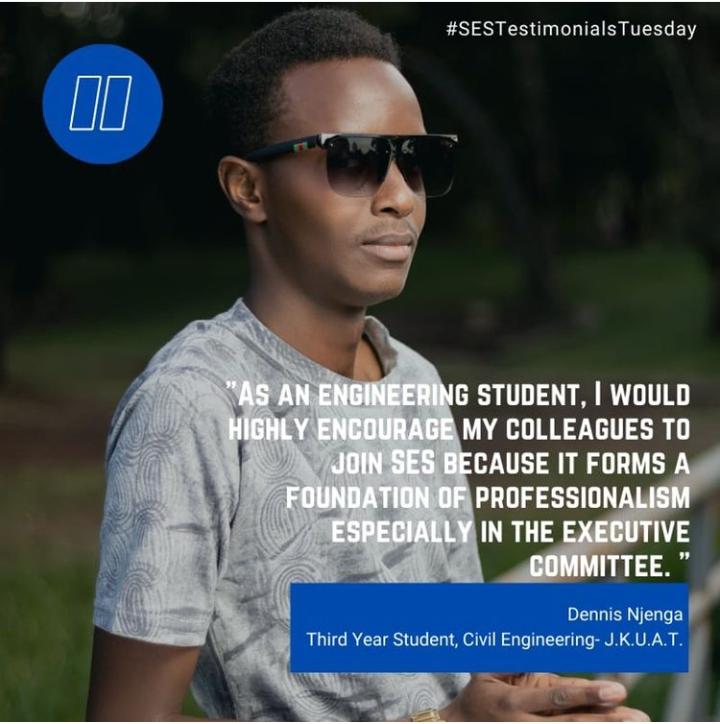 #SESTestimonialsTuesday
"As an engineering student, I would
highly encourage my colleagues to
join SES because it forms a
foundation of professionalism
especially in the executive
committee. "
Dennis Njenga
Third Year Student, Civil Engineering- J.K.U.A.T.